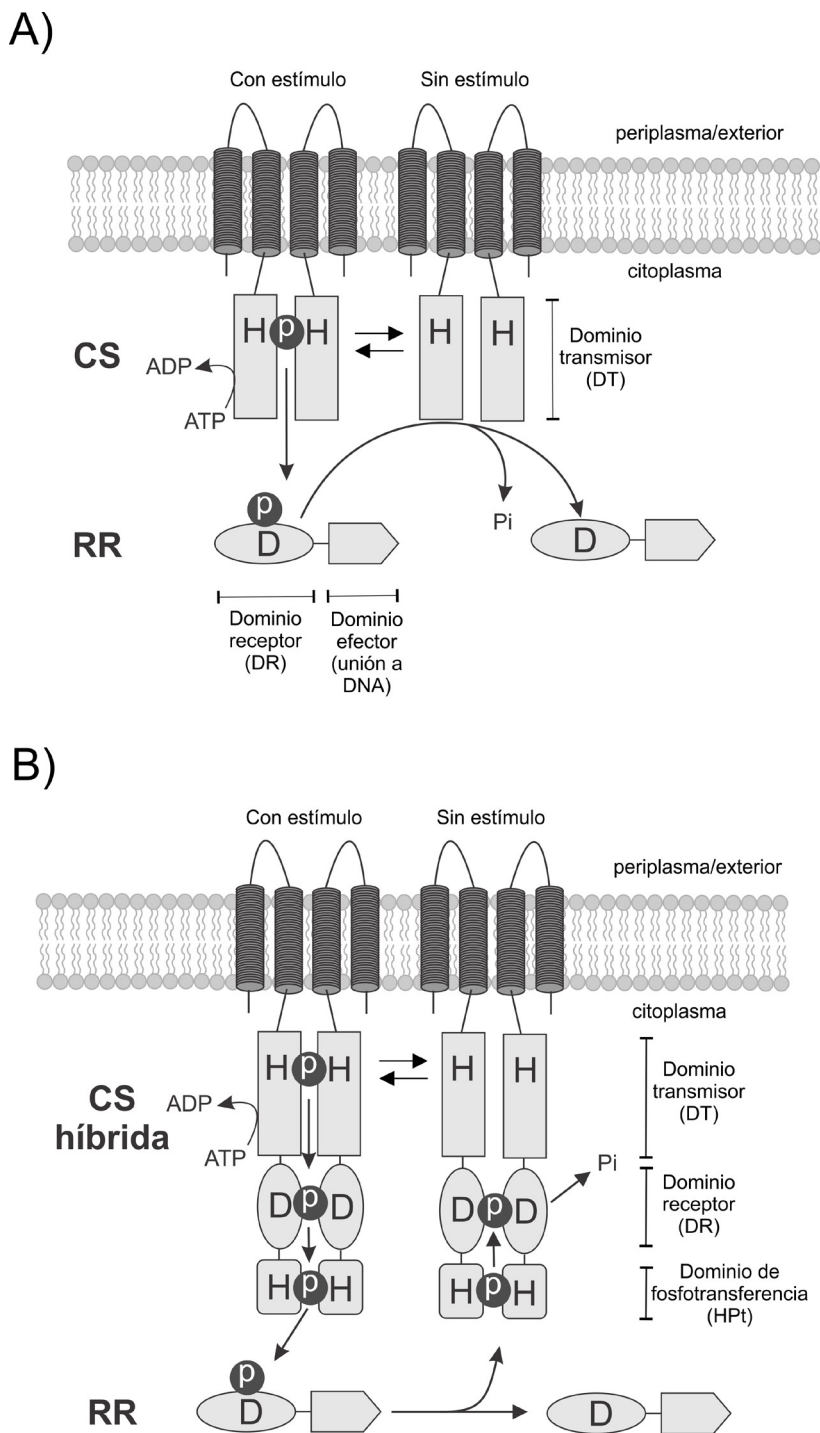 A)
Con estímulo
Sin estímulo
periplasma/exterior
citoplasma
CS
H
p
H
H
H
Dominio
transmisor
(DT)
ADP
ATP
p
RR
D
Pi
D
Dominio
receptor
(DR)
Dominio
efector
(unión a
DNA)
B)
Con estímulo
Sin estímulo
periplasma/exterior
citoplasma
CS
híbrida
H
p
H
H
H
Dominio
transmisor
(DT)
ADP
ATP
Pi
D
p
D
D
p
D
Dominio
receptor
(DR)
H
p
H
H
p
H
Dominio de
fosfotransferencia
(HPt)
p
RR
D
D